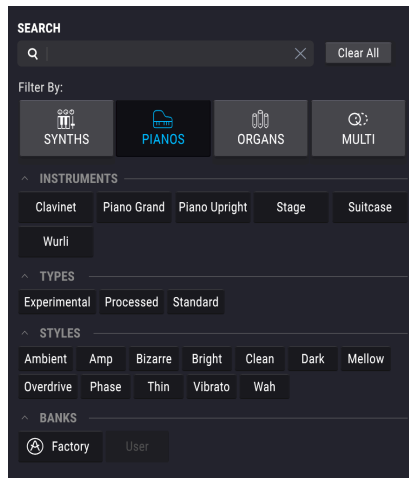 SEARCH
Clear All
Filter By:
SYNTHS PIANOS ORGANS MULTI
INSTRUMENTS
Clavinet Piano Grand Piano Upright Stage Suitcase
Wurli
TYPES
Experimental Processed Standard
STYLES
Ambient Amp Bizarre Bright Clean Dark Mellow
Overdrive Phase Thin Vibrato Wah
BANKS
Factory User